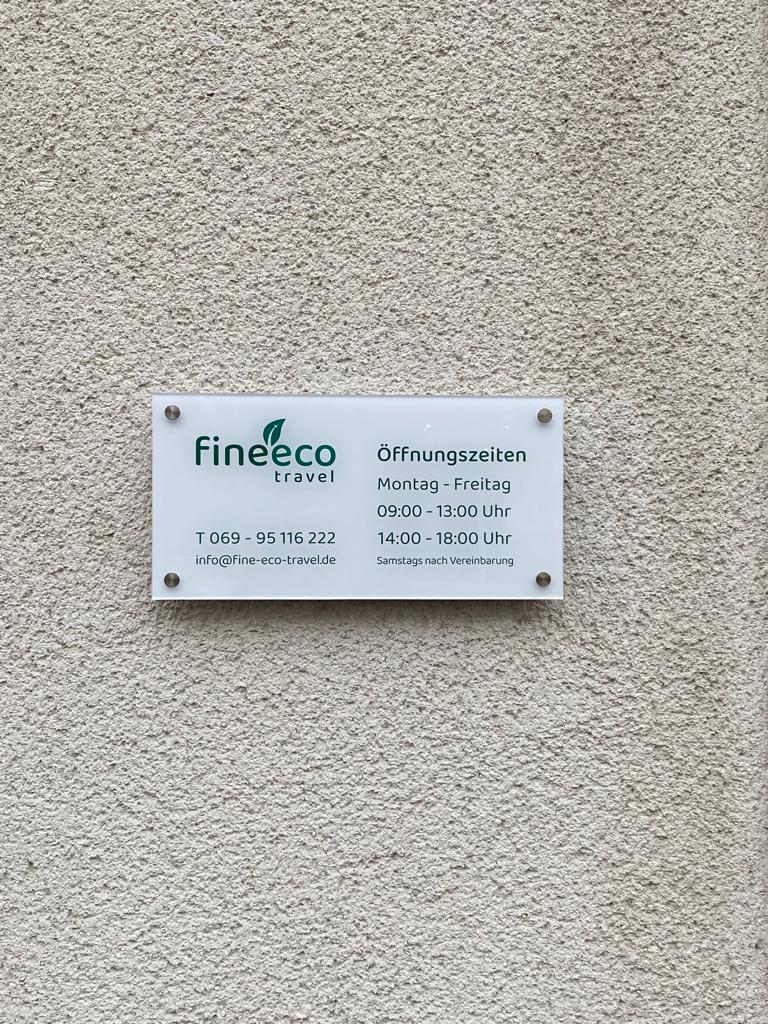 fineeco
travel
T 069 - 95 116 222
info@fine-eco-travel.de
Öffnungszeiten
Montag - Freitag
09:00 - 13:00 Uhr
14:00 - 18:00 Uhr
Samstags nach Vereinbarung